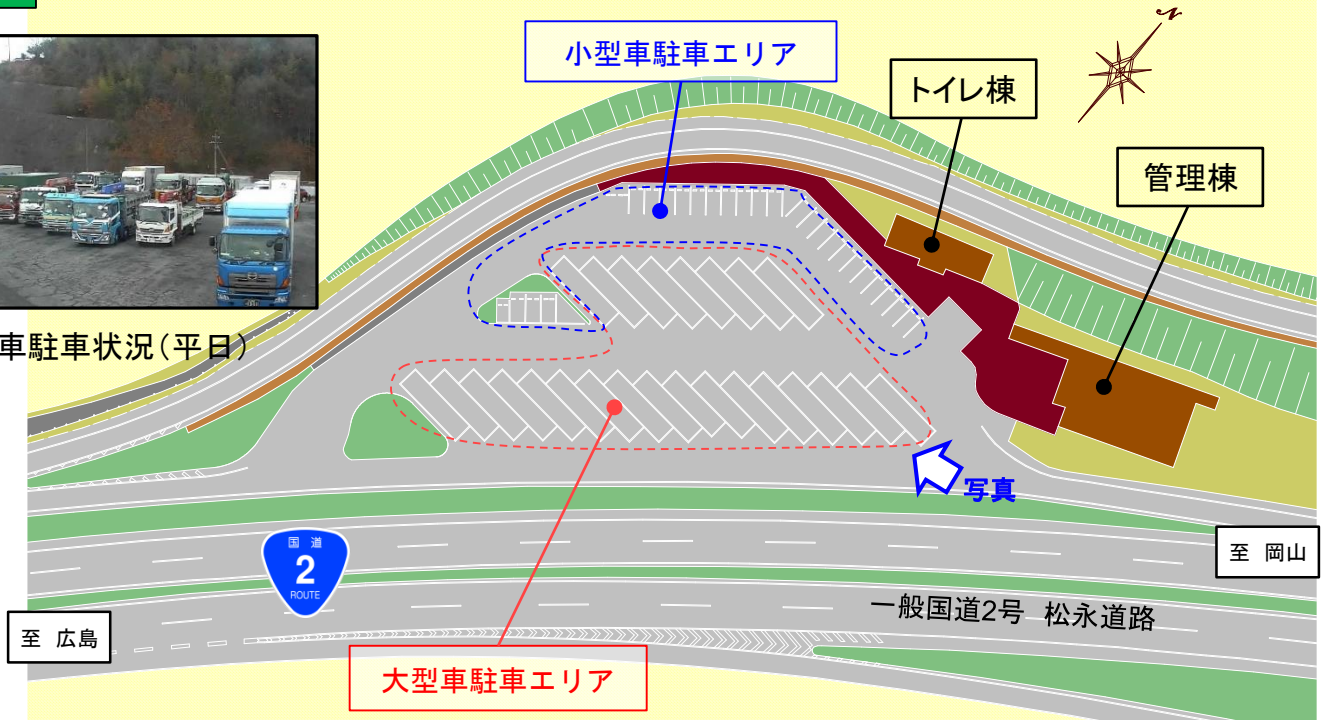 小型車駐車エリア
トイレ棟
N
管理棟
車駐車状況(平日)
写真
国道
2
ROUTE
至 岡山
一般国道2号 松永道路
至 広島
大型車駐車エリア